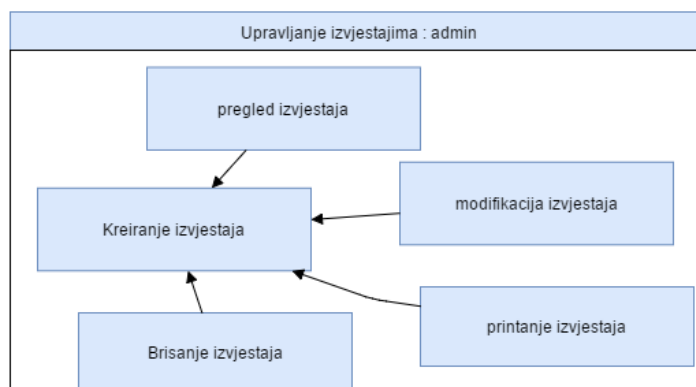 Upravljanje izvjestajima : admin
pregled izvjestaja
modifikacija izvjestaja
Kreiranje izvjestaja
printanje izvjestaja
Brisanje izvjestaja